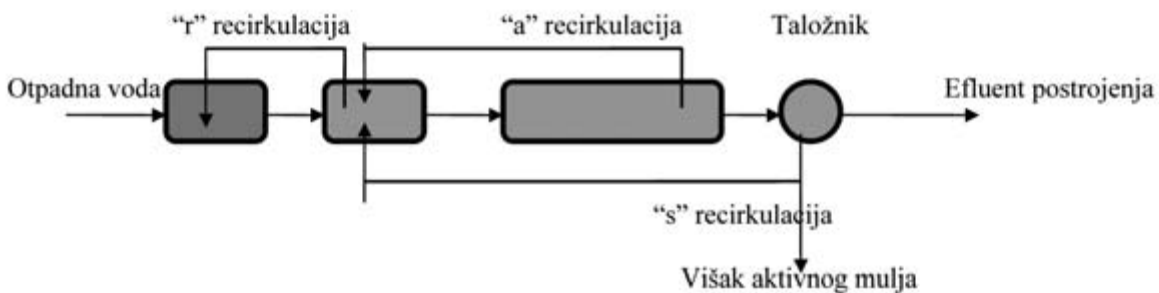 “r” recirkulacija
“a” recirkulacija
Taložnik
Otpadna voda
Efluent postrojenja
“s” recirkulacija
Višak aktivnog mulja